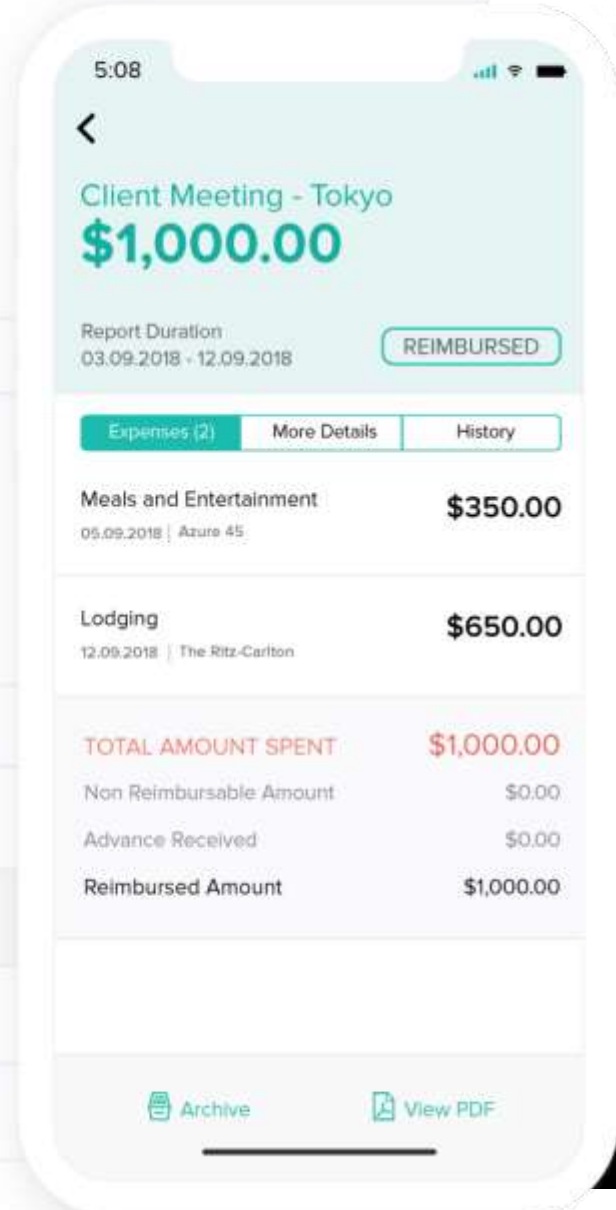 5:08
Client Meeting - Tokyo
$1,000.00
Report Duration
03.09.2018 - 12.09.2018
REIMBURSED
Expenses (2) More Details History
Meals and Entertainment $350.00
05.09.2018 | Azure 45
Lodging $650.00
12.09.2018 | The Ritz-Carlton
TOTAL AMOUNT SPENT $1,000.00
Non Reimbursable Amount $0.00
Advance Received $0.00
Reimbursed Amount $1,000.00
Archive View PDF